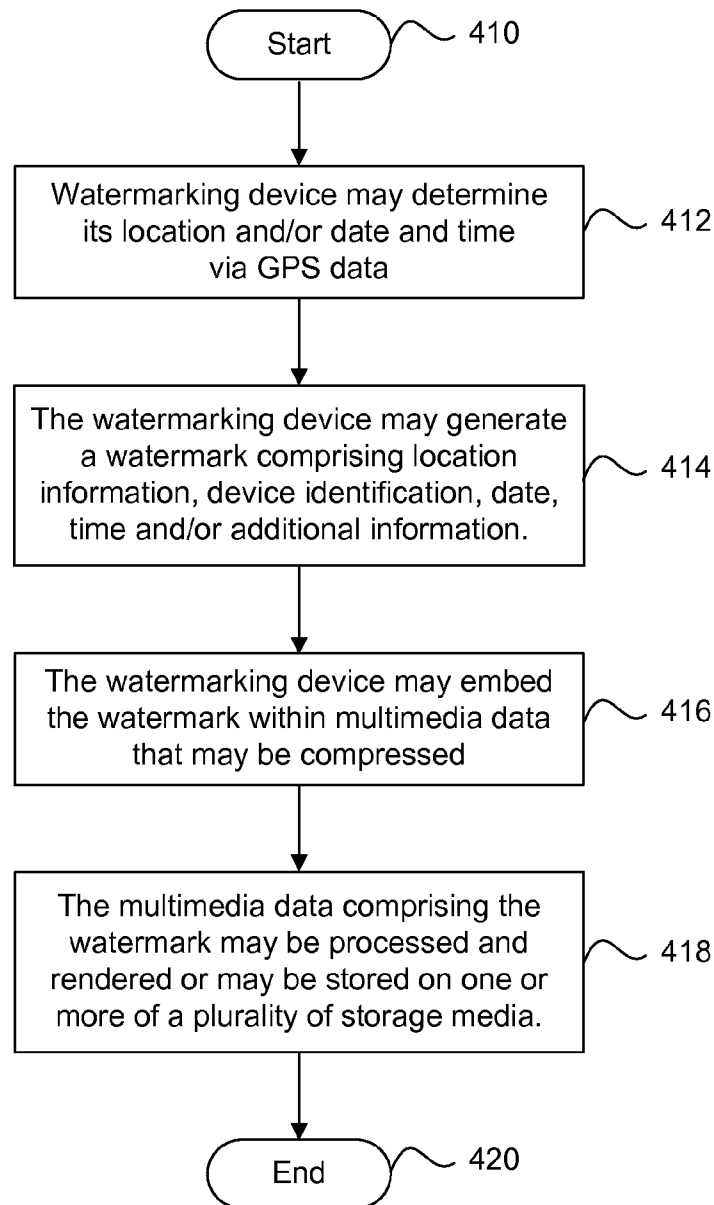 Start
410
Watermarking device may determine
its location and/or date and time
via GPS data
412
The watermarking device may generate
a watermark comprising location
information, device identification, date,
time and/or additional information.
414
The watermarking device may embed
the watermark within multimedia data
that may be compressed
416
The multimedia data comprising the
watermark may be processed and
rendered or may be stored on one or
more of a plurality of storage media.
418
End
420